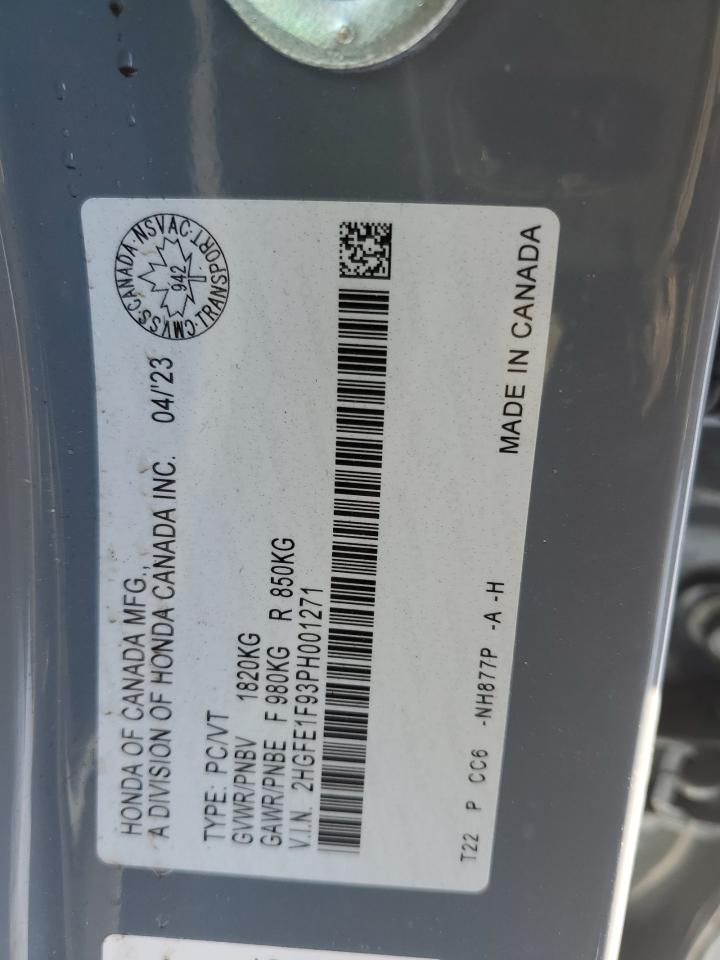 HONDA OF CANADA MFG.,
A DIVISION OF HONDA CANADA INC. 04/'23
CMVSS·CANADA·NSVAC·TRANSPORT
942
TYPE: PC/VT
GVWR/PNBV 1820KG
GAWR/PNBE F 980KG R 850KG
V.I.N. 2HGFE1F93PH001271
T22 P CC6 -NH877P -A -H
MADE IN CANADA